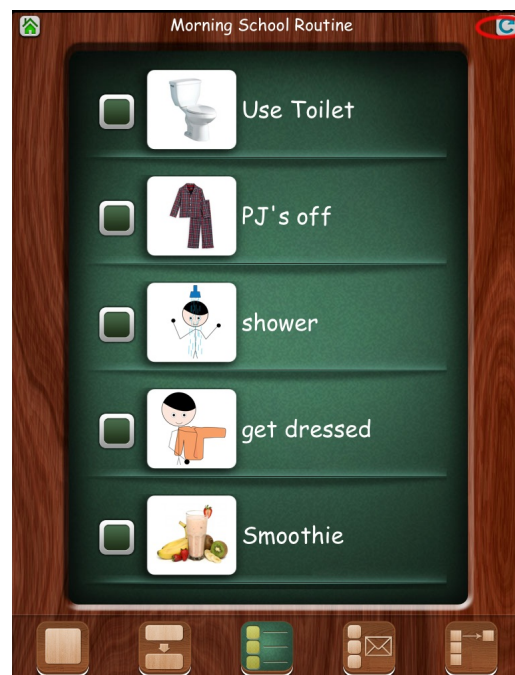 Morning School Routine
Use Toilet
PJ's off
shower
get dressed
Smoothie